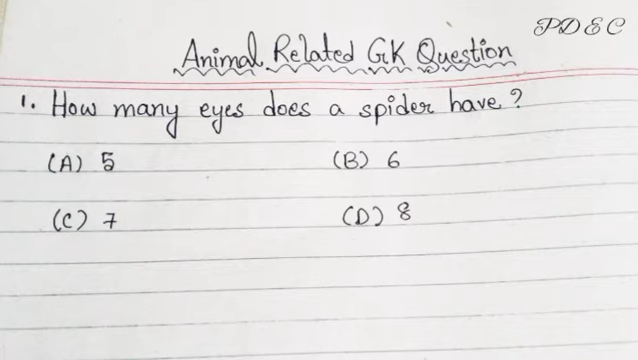 PDEC
Animal Related GK Question
1. How many eyes does a spider have?
(A) 5 (B) 6
(C) 7 (D) 8